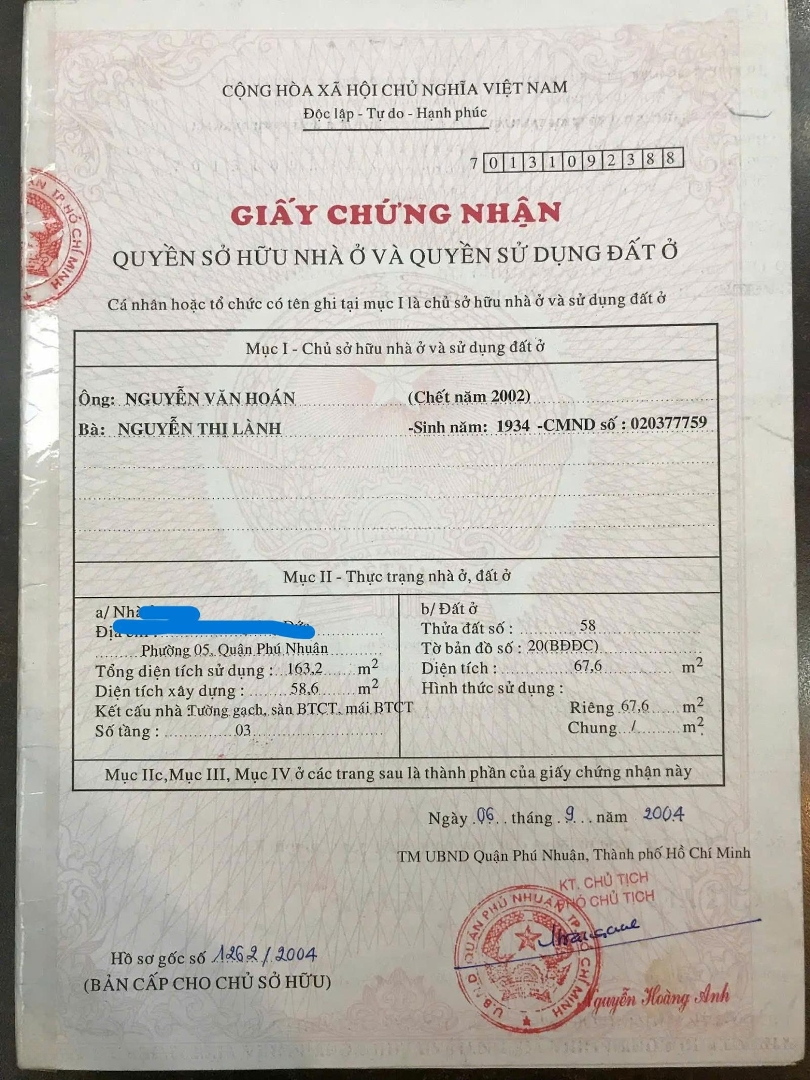 CỘNG HÒA XÃ HỘI CHỦ NGHĨA VIỆT NAM
Độc lập - Tự do - Hạnh phúc
7 0131092388
GIẤY CHỨNG NHẬN
QUYỀN SỞ HỮU NHÀ Ở VÀ QUYỀN SỬ DỤNG ĐẤT Ở
Cá nhân hoặc tổ chức có tên ghi tại mục I là chủ sở hữu nhà ở và sử dụng đất ở
Mục I - Chủ sở hữu nhà ở và sử dụng đất ở
Ông: NGUYỄN VĂN HOÁN (Chết năm 2002)
Bà: NGUYỄN THỊ LÀNH -Sinh năm: 1934 -CMND số : 020377759
Mục II - Thực trạng nhà ở, đất ở
a/ Nhà
Phường 05, Quận Phú Nhuận
Tổng diện tích sử dụng : 163,2 m2
Diện tích xây dựng : 58,6 m2
Kết cấu nhà Tường gạch, sàn BTCT, mái BTCT
Số tầng : 03
b/ Đất ở
Thửa đất số : 58
Tờ bản đồ số : 20(BĐĐC)
Diện tích : 67,6 m2
Hình thức sử dụng :
Riêng 67,6 m2
Chung / m2
Mục IIc,Mục III, Mục IV ở các trang sau là thành phần của giấy chứng nhận này
Ngày 06 tháng 9 năm 2004
TM UBND Quận Phú Nhuận, Thành phố Hồ Chí Minh
KT. CHỦ TỊCH
PHÓ CHỦ TỊCH
U.B.N.D QUẬN PHÚ NHUẬN TP HỒ CHÍ MINH
Nguyễn Hoàng Anh
Hồ sơ gốc số 1262/2004
(BẢN CẤP CHO CHỦ SỞ HỮU)